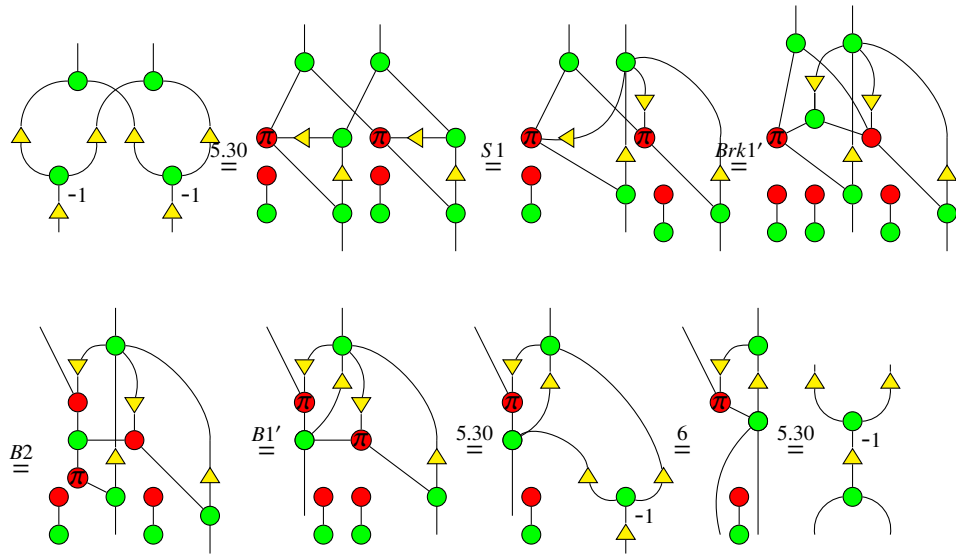 π π π π π
5.30
=
S1
=
Brk1′
=
-1 -1
π
π
B2
=
B1′
=
5.30
=
6
=
5.30
=
π π π
-1
π
-1